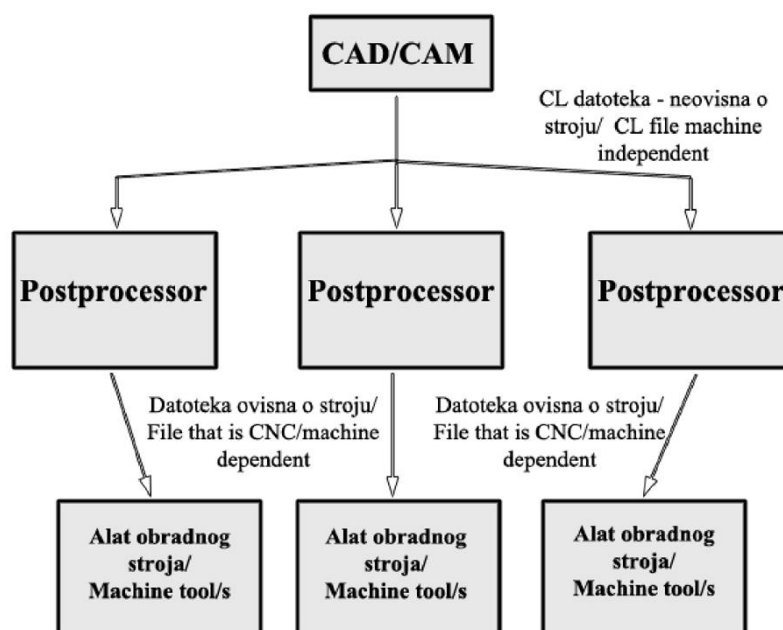 CAD/CAM
CL datoteka - neovisna o
stroju/ CL file machine
independent
Postprocessor
Postprocessor
Postprocessor
Datoteka ovisna o stroju/
File that is CNC/machine
dependent
Datoteka ovisna o stroju/
File that is CNC/machine
dependent
Alat obradnog
stroja/
Machine tool/s
Alat obradnog
stroja/
Machine tool/s
Alat obradnog
stroja/
Machine tool/s